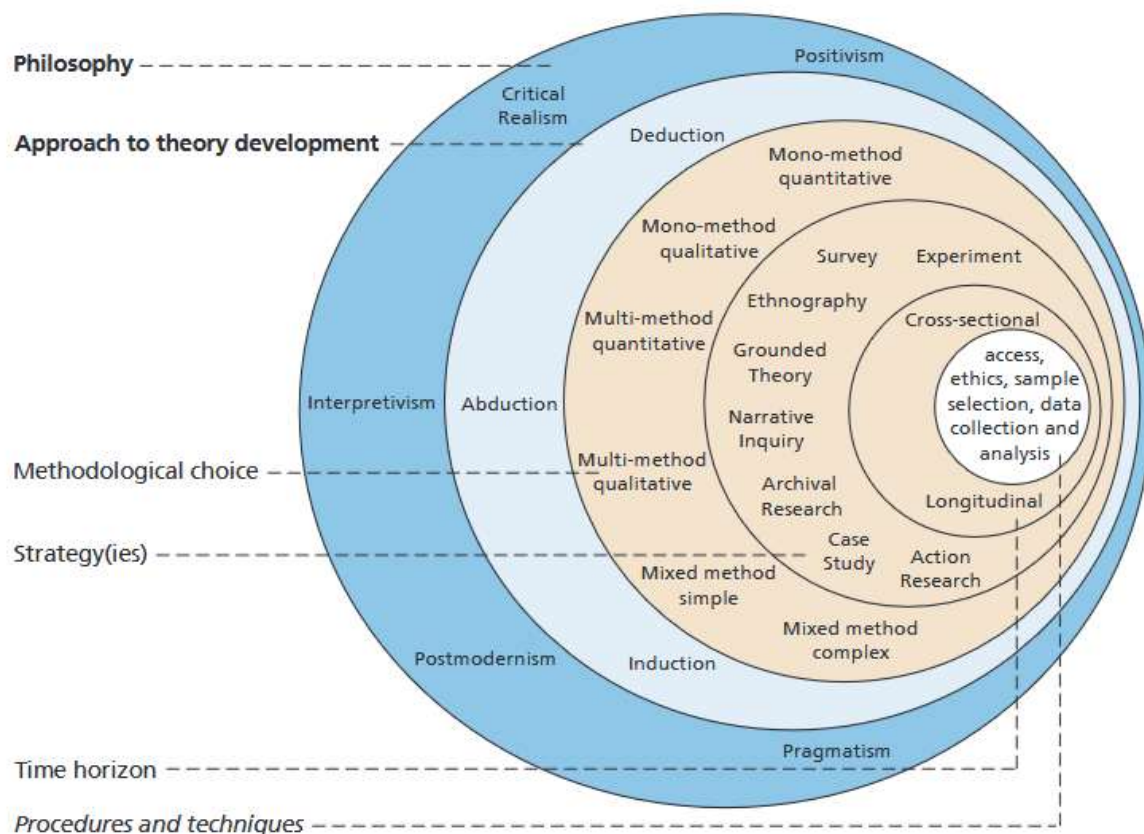 Philosophy
Approach to theory development
Methodological choice
Strategy(ies)
Time horizon
Procedures and techniques
Positivism
Critical
Realism
Interpretivism
Postmodernism
Pragmatism
Deduction
Abduction
Induction
Mono-method
quantitative
Mono-method
qualitative
Multi-method
quantitative
Multi-method
qualitative
Mixed method
simple
Mixed method
complex
Survey
Experiment
Ethnography
Grounded
Theory
Narrative
Inquiry
Archival
Research
Case
Study
Action
Research
Cross-sectional
Longitudinal
access,
ethics, sample
selection, data
collection and
analysis